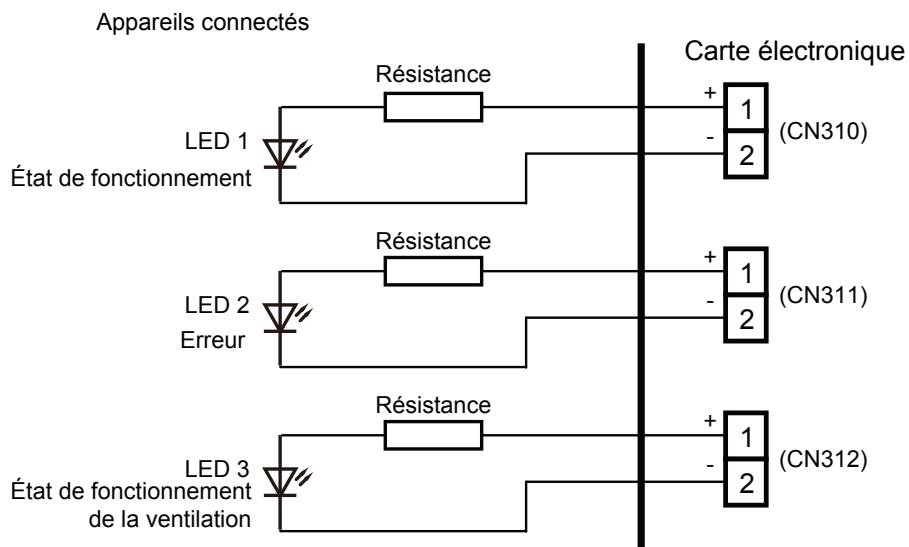 Appareils connectés
Carte électronique
Résistance
+
1
LED 1
-
2
(CN310)
État de fonctionnement
Résistance
+
1
LED 2
-
2
(CN311)
Erreur
Résistance
+
1
LED 3
-
2
(CN312)
État de fonctionnement
de la ventilation